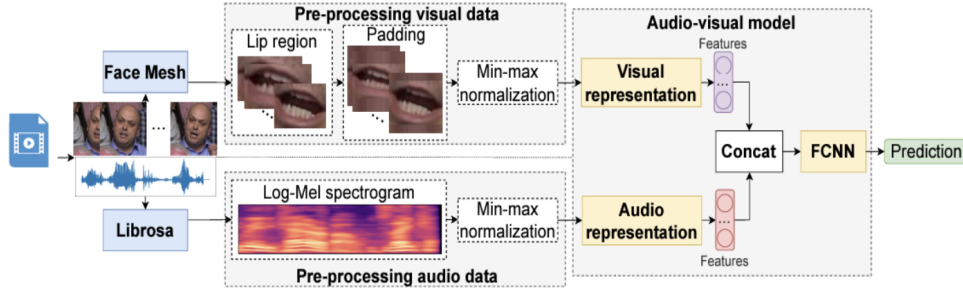 Pre-processing visual data
Audio-visual model
Lip region
Padding
Features
Face Mesh
Min-max
normalization
Visual
representation
...
...
...
...
Concat
FCNN
Prediction
Log-Mel spectrogram
Librosa
Min-max
normalization
Audio
representation
...
Features
Pre-processing audio data